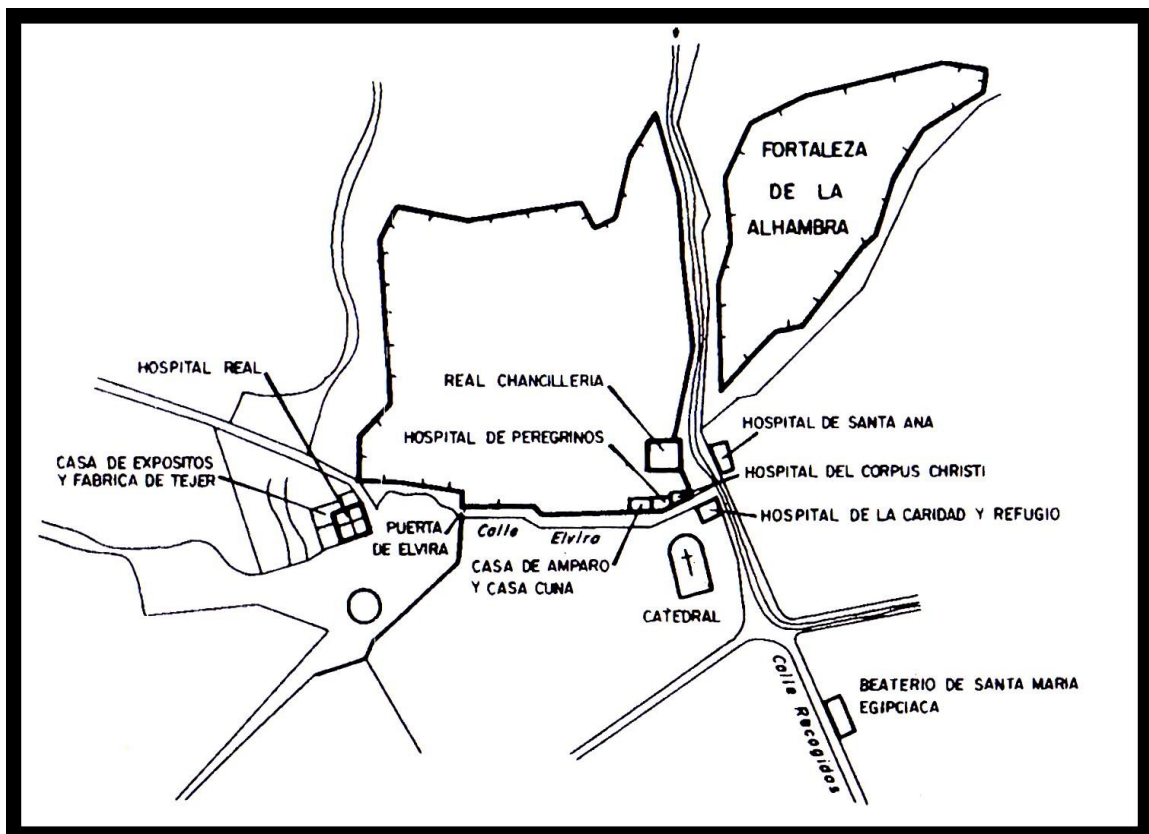 FORTALEZA
DE LA
ALHAMBRA
HOSPITAL REAL
REAL CHANCILLERIA
HOSPITAL DE PEREGRINOS
HOSPITAL DE SANTA ANA
CASA DE EXPOSITOS
Y FABRICA DE TEJER
HOSPITAL DEL CORPUS CHRISTI
HOSPITAL DE LA CARIDAD Y REFUGIO
PUERTA
DE ELVIRA
Calle Elvira
CASA DE AMPARO
Y CASA CUNA
CATEDRAL
Calle Recogidas
BEATERIO DE SANTA MARIA
EGIPCIACA